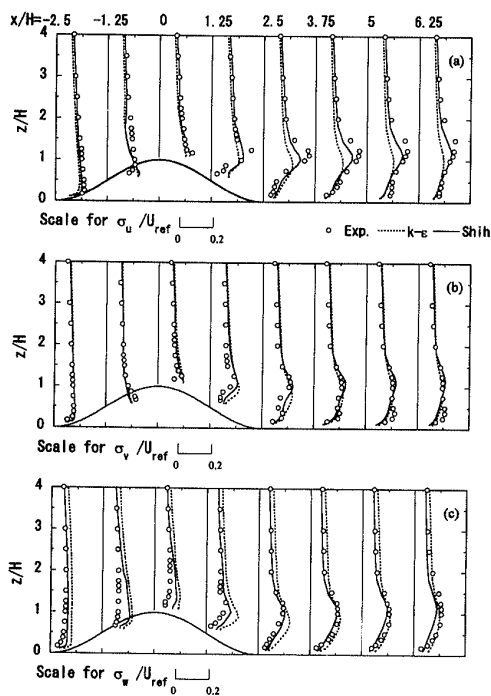 x/H=-2.5 -1.25 0 1.25 2.5 3.75 5 6.25
4
3
2
1
0
z/H
(a)
Scale for σu /Uref
0 0.2
Exp. k-ε Shih
4
3
2
1
0
z/H
(b)
Scale for σv /Uref
0 0.2
4
3
2
1
0
z/H
(c)
Scale for σw /Uref
0 0.2